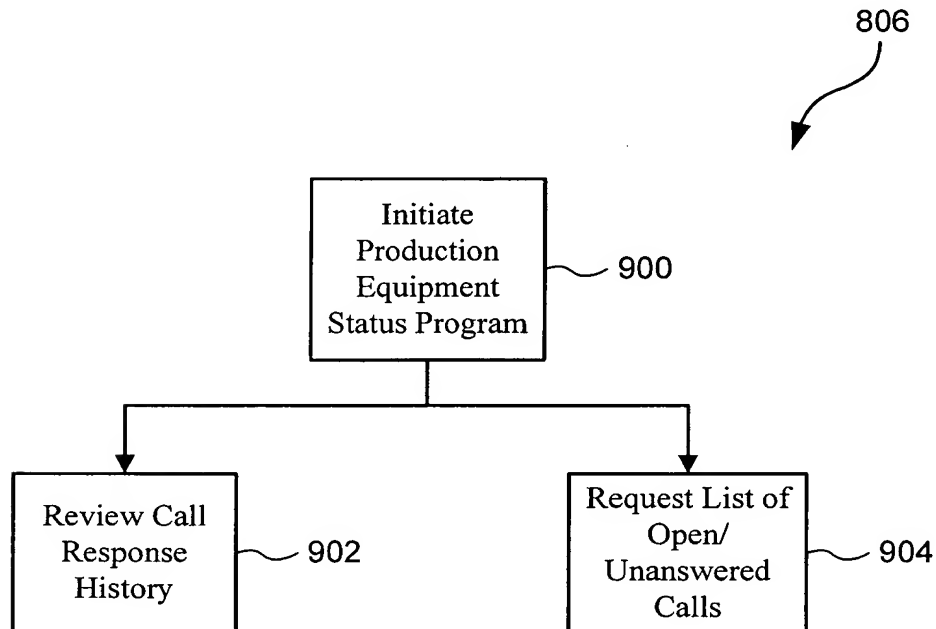 806
Initiate
Production
Equipment
Status Program
900
Review Call
Response
History
902
Request List of
Open/
Unanswered
Calls
904